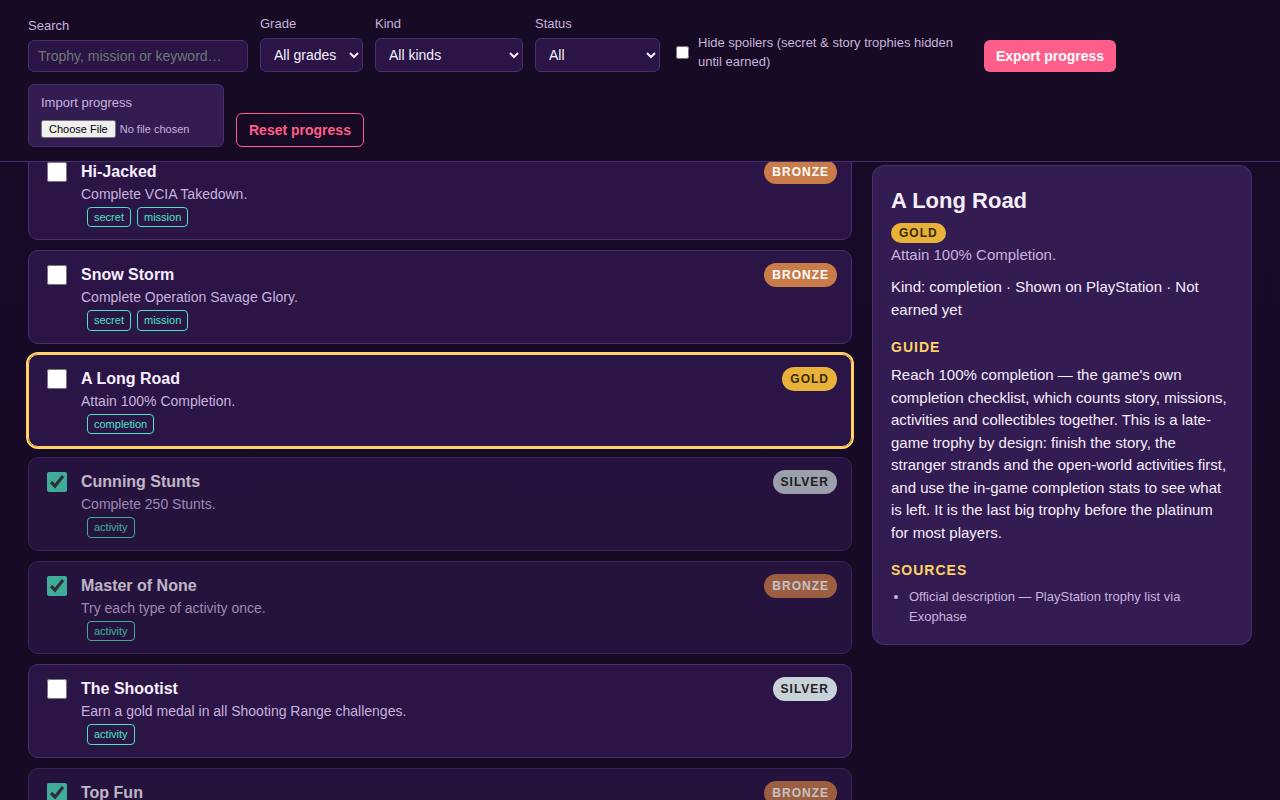 Search
Trophy, mission or keyword…
Grade
All grades
Kind
All kinds
Status
All
Hide spoilers (secret & story trophies hidden
until earned)
Export progress
Import progress
Choose File No file chosen
Reset progress
Hi-Jacked
BRONZE
Complete VCIA Takedown.
secret mission
Snow Storm
BRONZE
Complete Operation Savage Glory.
secret mission
A Long Road
GOLD
Attain 100% Completion.
completion
Cunning Stunts
SILVER
Complete 250 Stunts.
activity
Master of None
BRONZE
Try each type of activity once.
activity
The Shootist
SILVER
Earn a gold medal in all Shooting Range challenges.
activity
Top Fun
BRONZE
A Long Road
GOLD
Attain 100% Completion.
Kind: completion · Shown on PlayStation · Not
earned yet
GUIDE
Reach 100% completion — the game's own
completion checklist, which counts story, missions,
activities and collectibles together. This is a late-
game trophy by design: finish the story, the
stranger strands and the open-world activities first,
and use the in-game completion stats to see what
is left. It is the last big trophy before the platinum
for most players.
SOURCES
• Official description — PlayStation trophy list via
Exophase